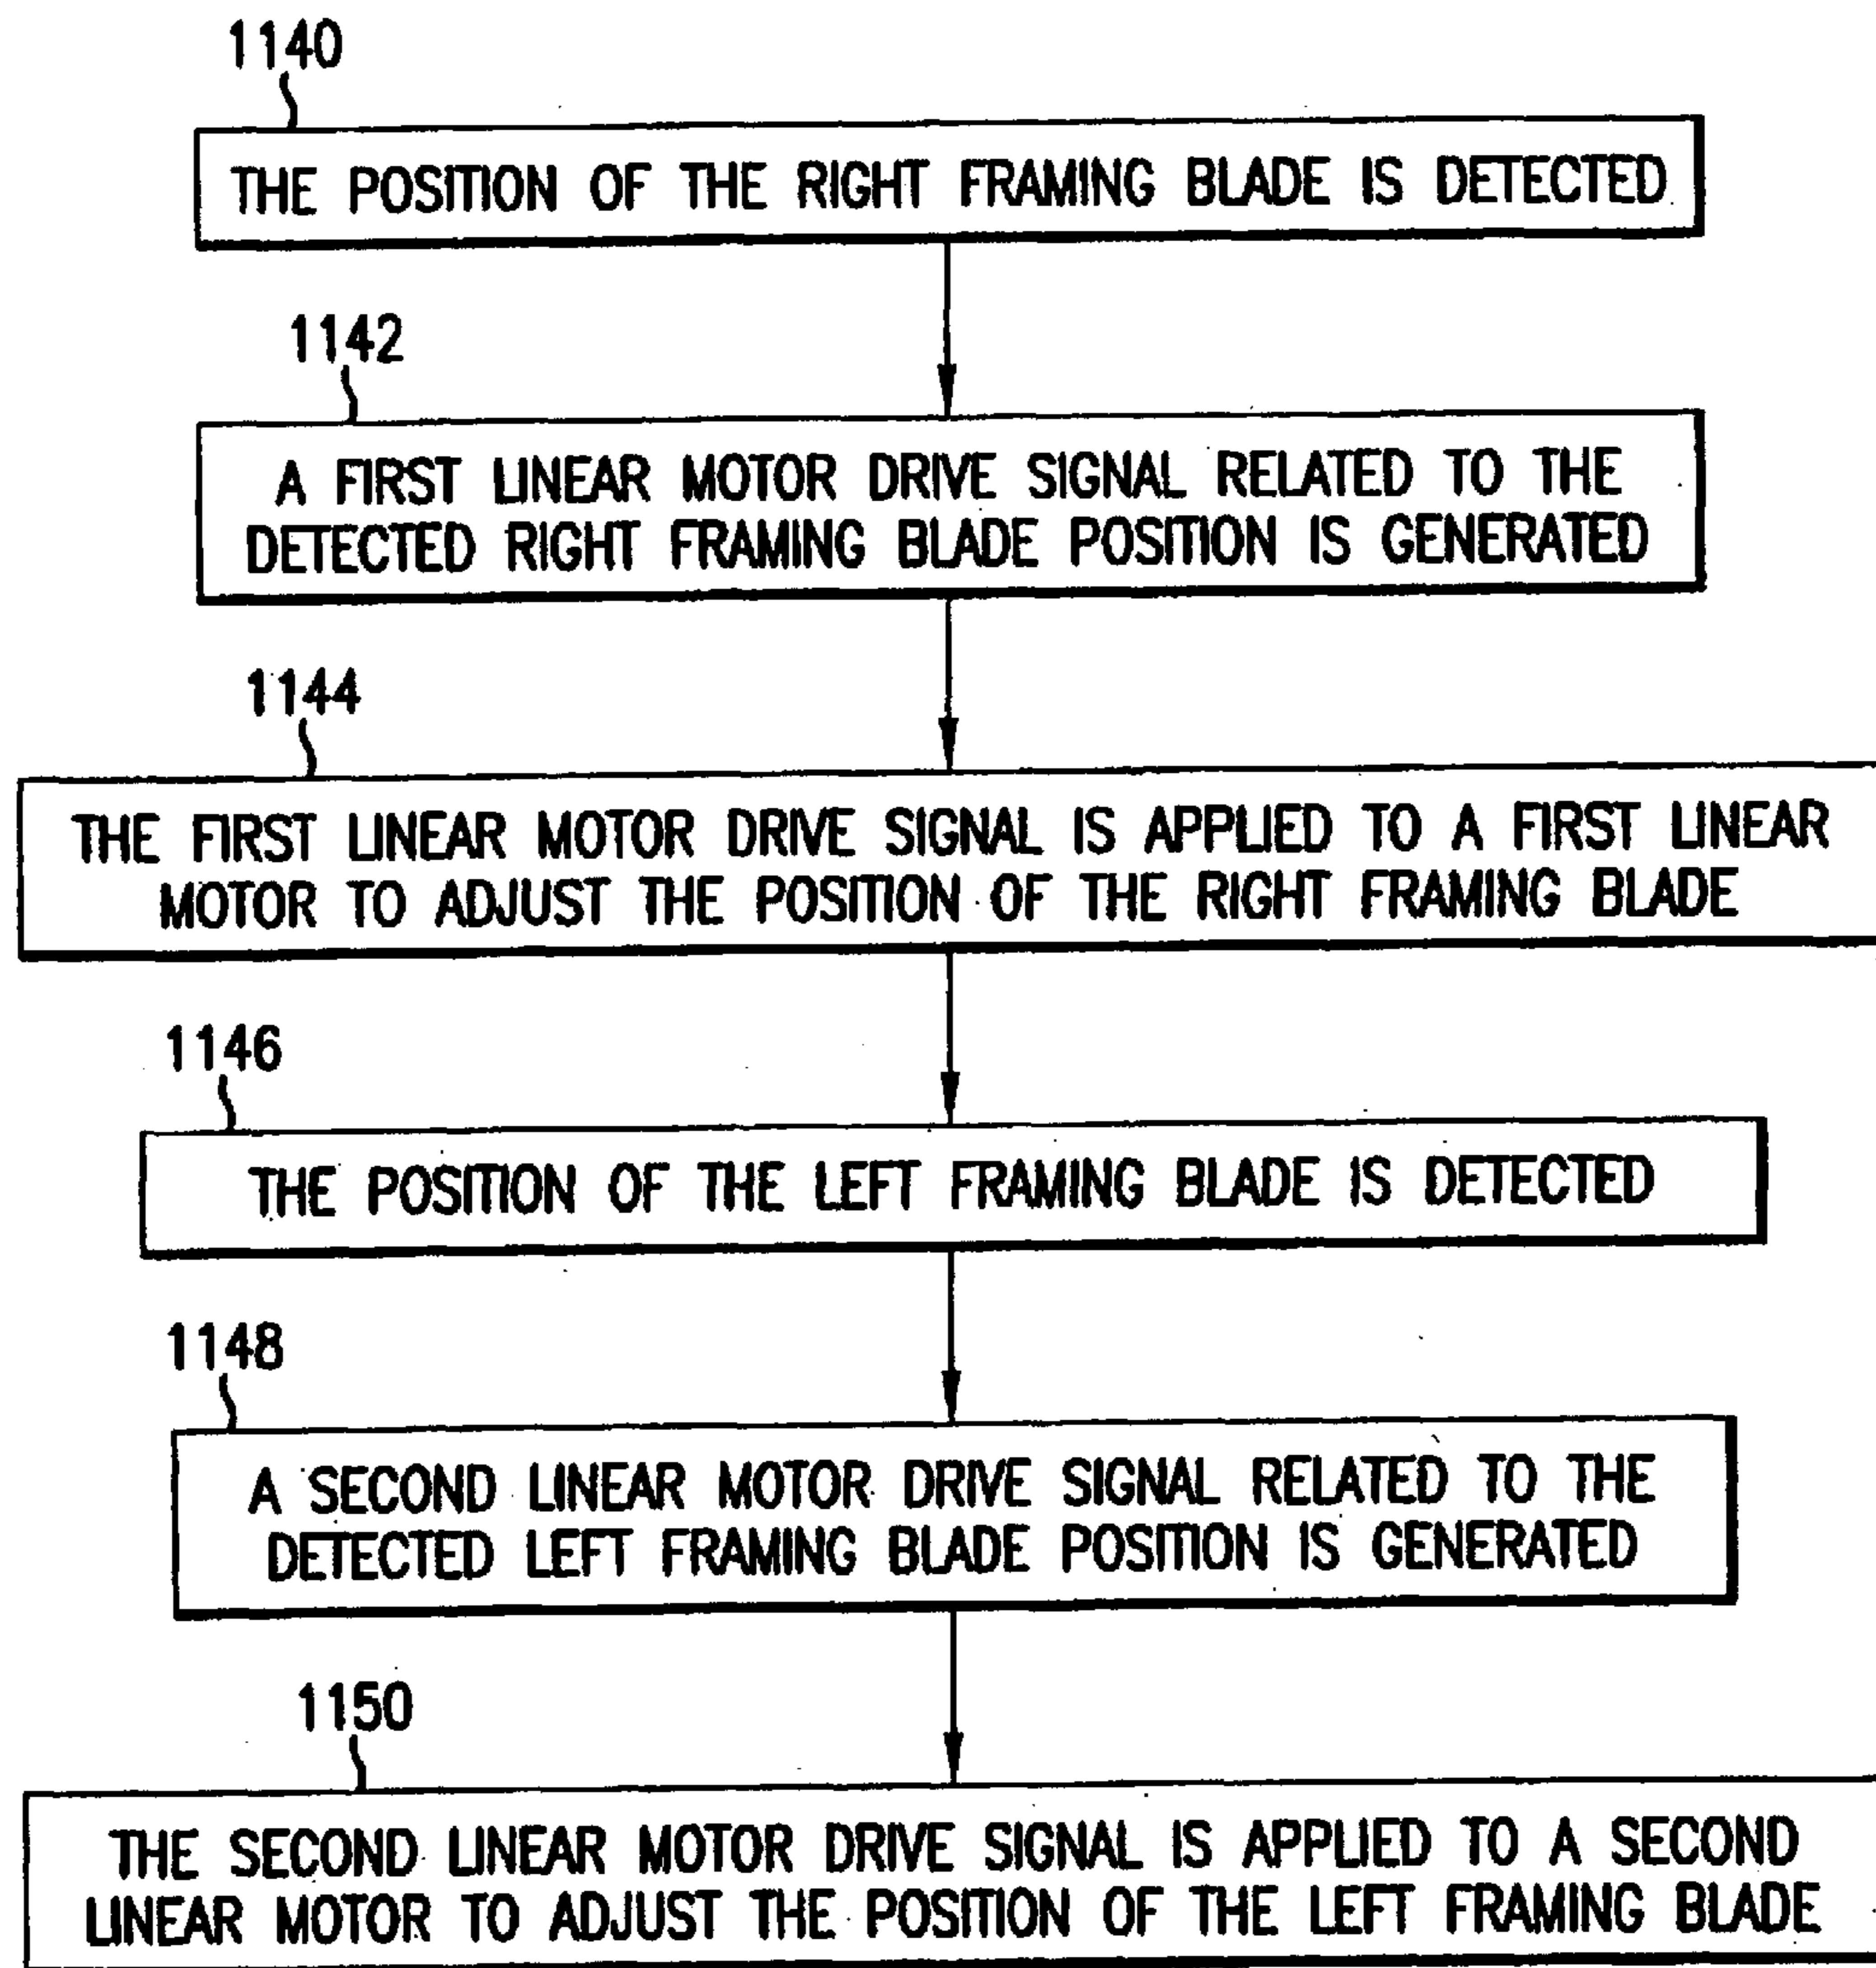 1140
THE POSITION OF THE RIGHT FRAMING BLADE IS DETECTED
1142
A FIRST LINEAR MOTOR DRIVE SIGNAL RELATED TO THE
DETECTED RIGHT FRAMING BLADE POSITION IS GENERATED
1144
THE FIRST LINEAR MOTOR DRIVE SIGNAL IS APPLIED TO A FIRST LINEAR
MOTOR TO ADJUST THE POSITION OF THE RIGHT FRAMING BLADE
1146
THE POSITION OF THE LEFT FRAMING BLADE IS DETECTED
1148
A SECOND LINEAR MOTOR DRIVE SIGNAL RELATED TO THE
DETECTED LEFT FRAMING BLADE POSITION IS GENERATED
1150
THE SECOND LINEAR MOTOR DRIVE SIGNAL IS APPLIED TO A SECOND
LINEAR MOTOR TO ADJUST THE POSITION OF THE LEFT FRAMING BLADE